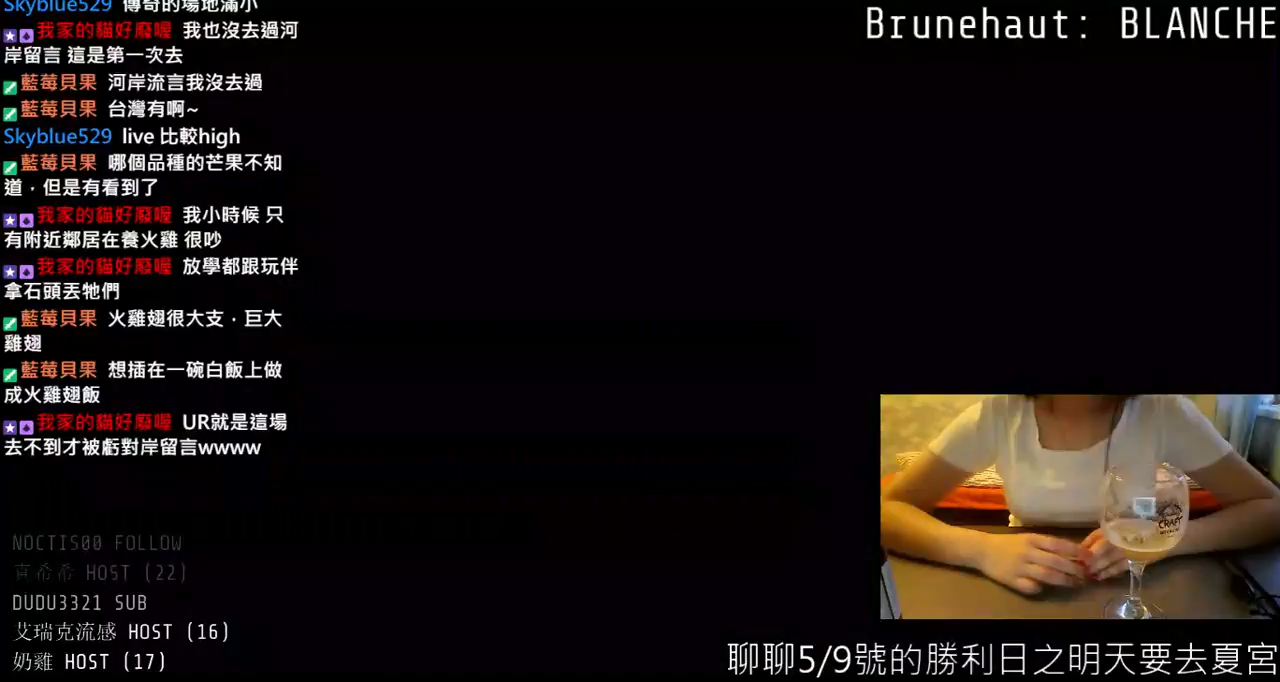 Skyblue529 傳奇的場地滿小
我家的貓好廢喔 我也沒去過河
岸留言 這是第一次去
藍莓貝果 河岸流言我沒去過
藍莓貝果 台灣有啊~
Skyblue529 live 比較high
藍莓貝果 哪個品種的芒果不知
道，但是有看到了
我家的貓好廢喔 我小時候 只
有附近鄰居在養火雞 很吵
我家的貓好廢喔 放學都跟玩伴
拿石頭丟牠們
藍莓貝果 火雞翅很大支，巨大
雞翅
藍莓貝果 想插在一碗白飯上做
成火雞翅飯
我家的貓好廢喔 UR就是這場
去不到才被虧對岸留言wwww
NOCTIS00 FOLLOW
希希 HOST (22)
DUDU3321 SUB
艾瑞克流感 HOST (16)
奶雞 HOST (17)
Brunehaut: BLANCHE
CRAFT
聊聊5/9號的勝利日之明天要去夏宮